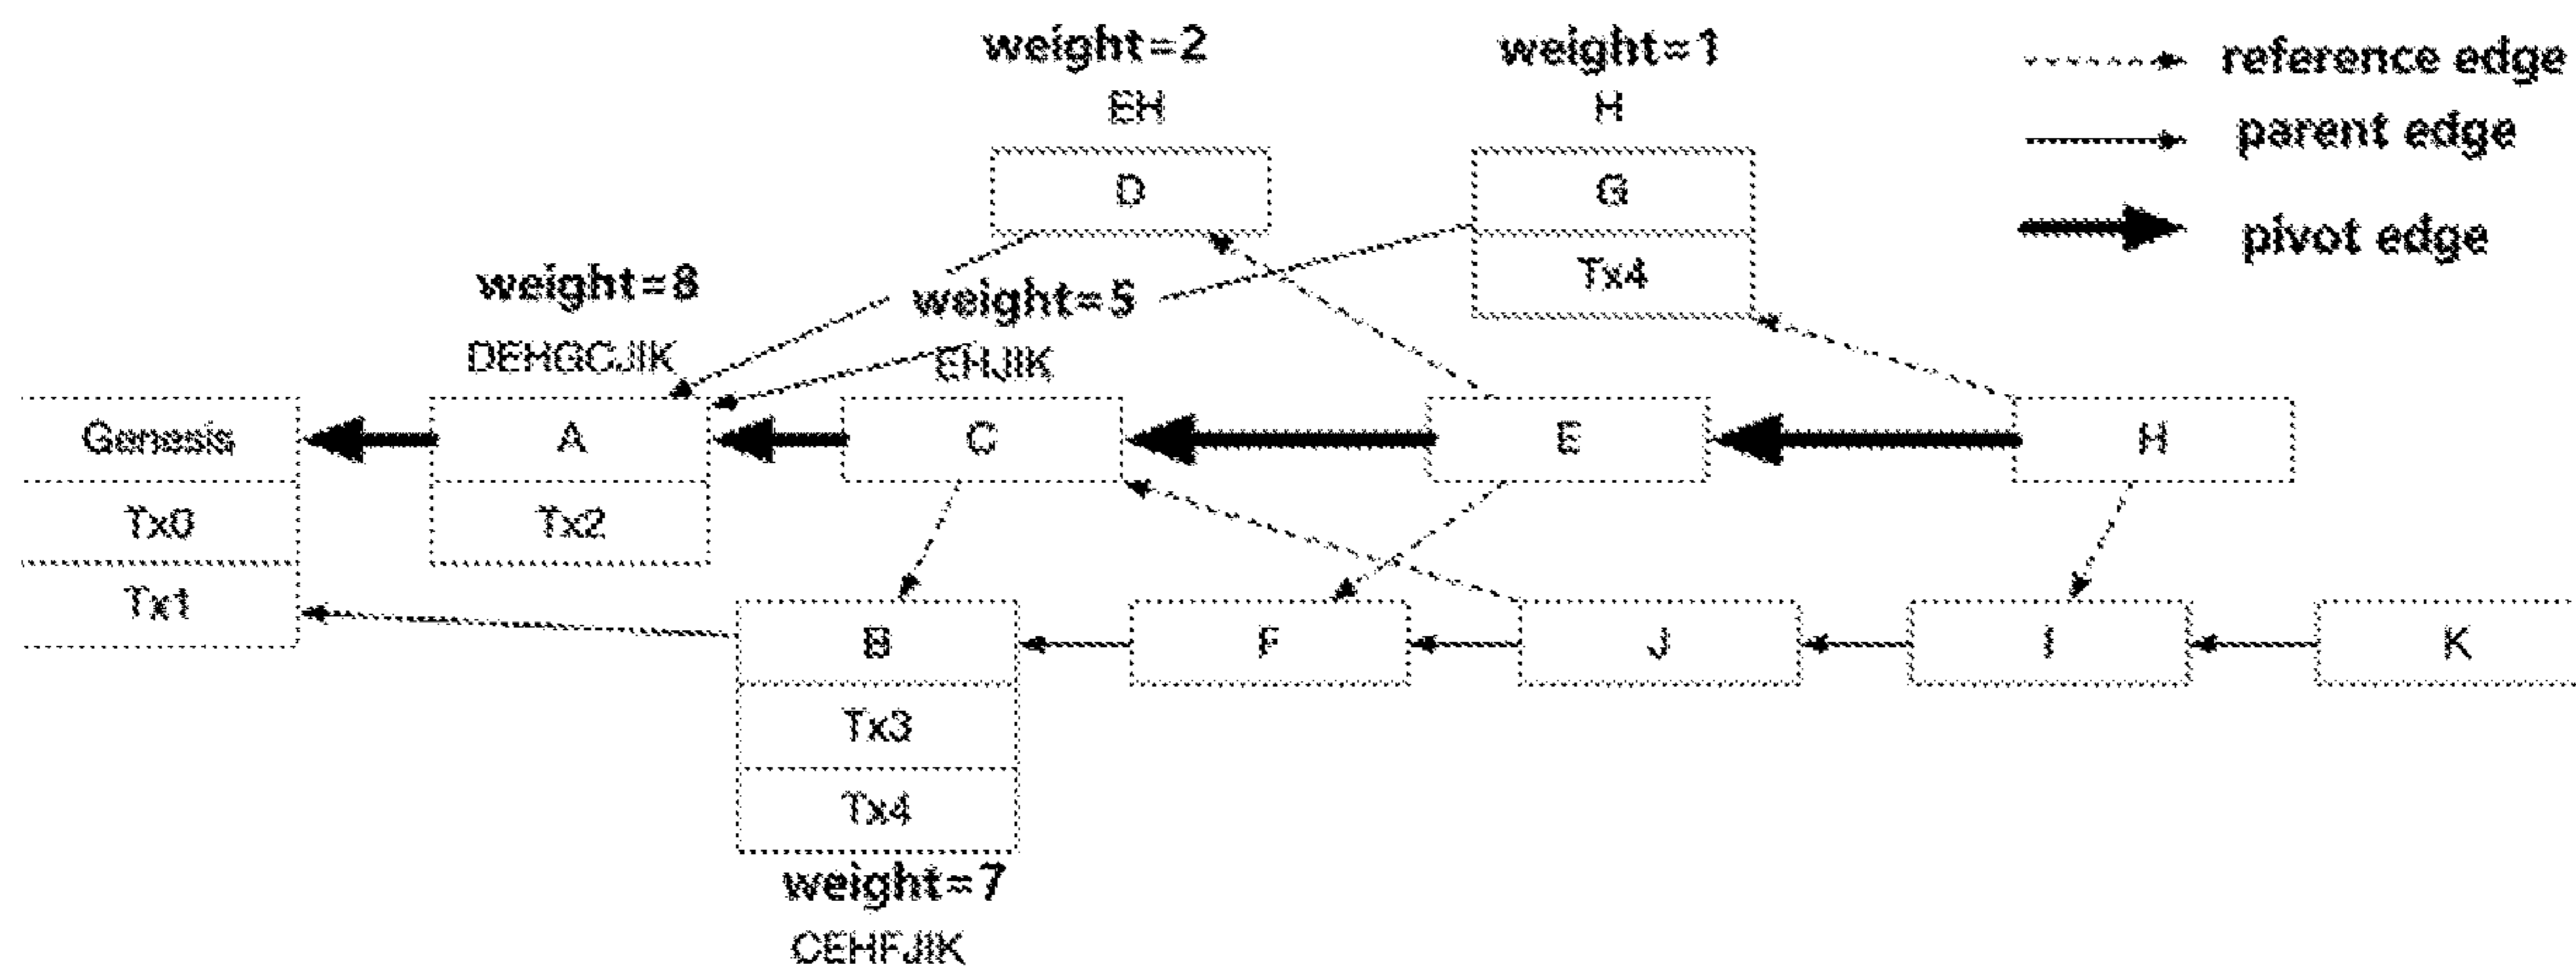 weight=2
EH
D
weight=1
H
G
Tx4
reference edge
parent edge
pivot edge
weight=8
DEHGCJIK
weight=5
EHJIK
Genesis
Tx0
Tx1
A
Tx2
C
E
H
B
Tx3
Tx4
weight=7
CEHFJIK
F
J
I
K